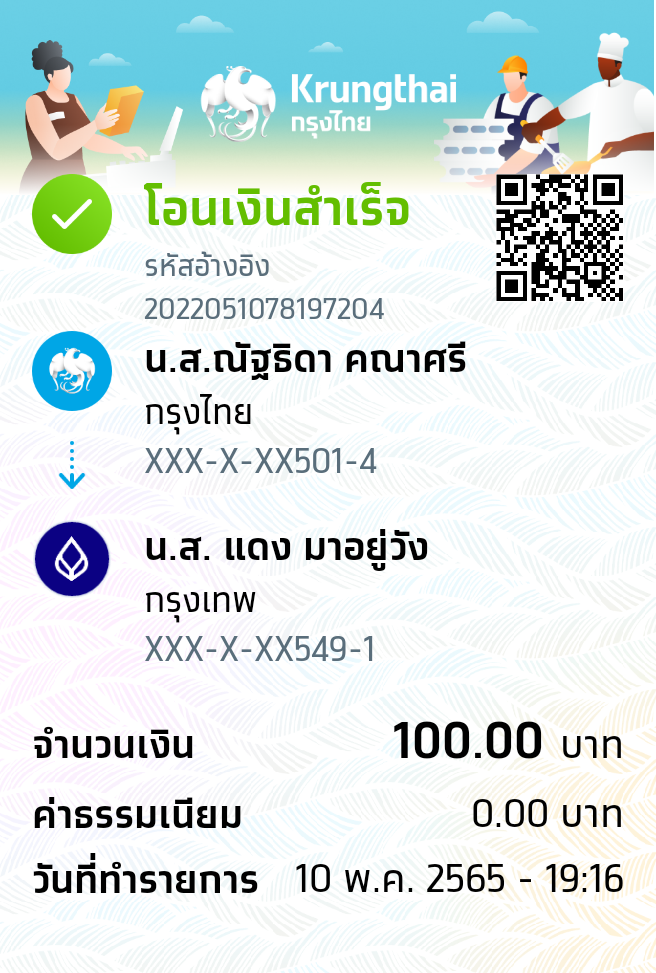 Krungthai
กรุงไทย
โอนเงินสำเร็จ
รหัสอ้างอิง
2022051078197204
น.ส.ณัฐธิดา คณาศรี
กรุงไทย
XXX-X-XX501-4
น.ส. แดง มาอยู่วัง
กรุงเทพ
XXX-X-XX549-1
จำนวนเงิน 100.00 บาท
ค่าธรรมเนียม 0.00 บาท
วันที่ทำรายการ 10 พ.ค. 2565 - 19:16